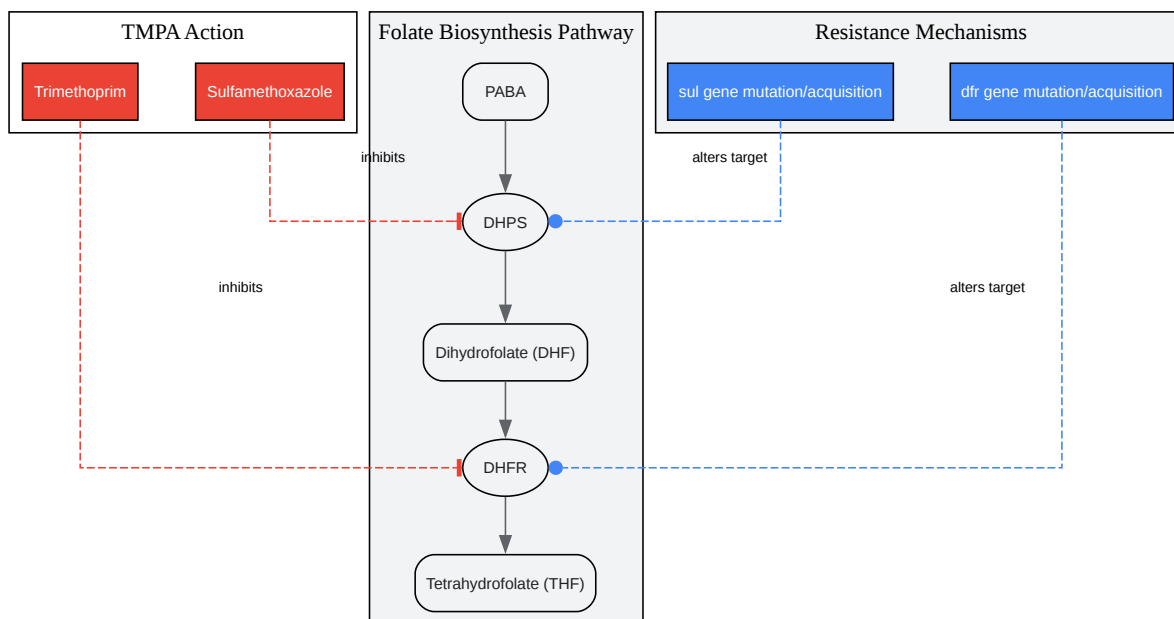 TMPA Action
Folate Biosynthesis Pathway
Resistance Mechanisms
Trimethoprim
Sulfamethoxazole
PABA
sul gene mutation/acquisition
dfr gene mutation/acquisition
inhibits
alters target
DHPS
inhibits
alters target
Dihydrofolate (DHF)
DHFR
Tetrahydrofolate (THF)